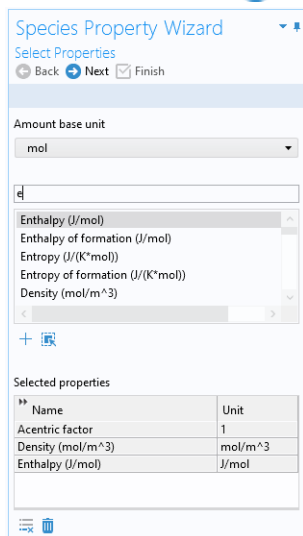 Species Property Wizard
Select Properties
Back Next Finish
Amount base unit
mol
e
Enthalpy (J/mol)
Enthalpy of formation (J/mol)
Entropy (J/(K*mol))
Entropy of formation (J/(K*mol))
Density (mol/m^3)
Selected properties
Name Unit
Acentric factor 1
Density (mol/m^3) mol/m^3
Enthalpy (J/mol) J/mol